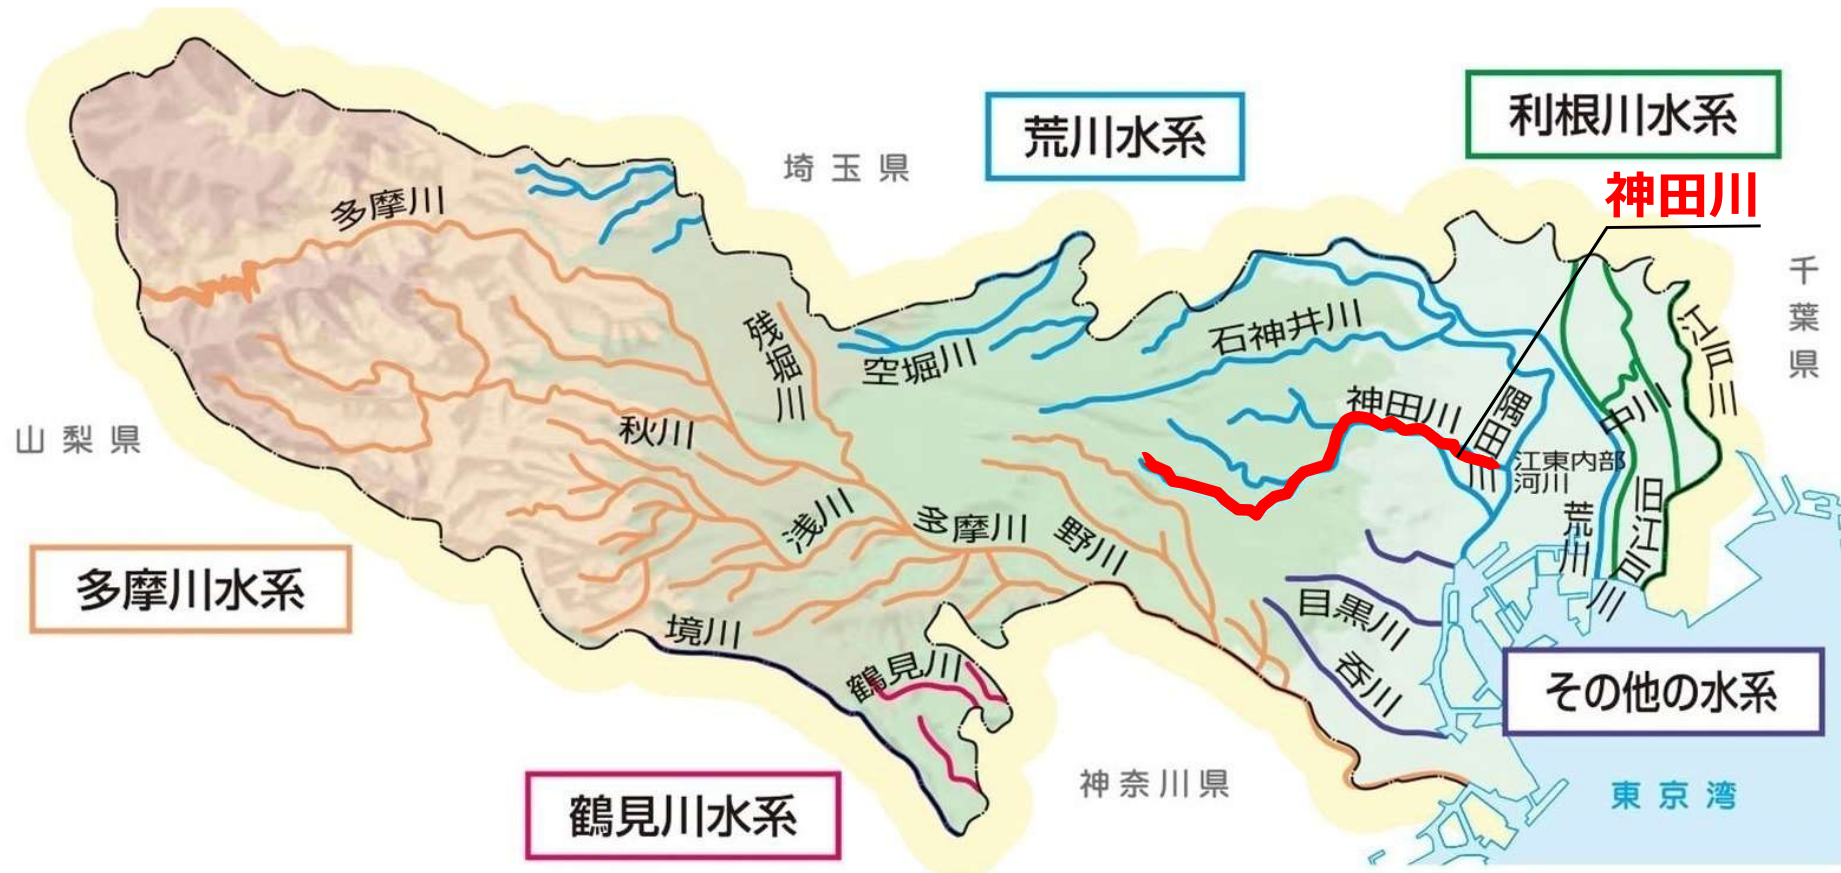 荒川水系
利根川水系
埼玉県
神田川
多摩川
千葉県
残堀川
空堀川
石神井川
江戸川
神田川
隅田川
中川
山梨県
秋川
江東内部
河川
荒川
旧江戸川
浅川
多摩川
野川
多摩川水系
目黒川
境川
鶴見川
呑川
その他の水系
神奈川県
東京湾
鶴見川水系